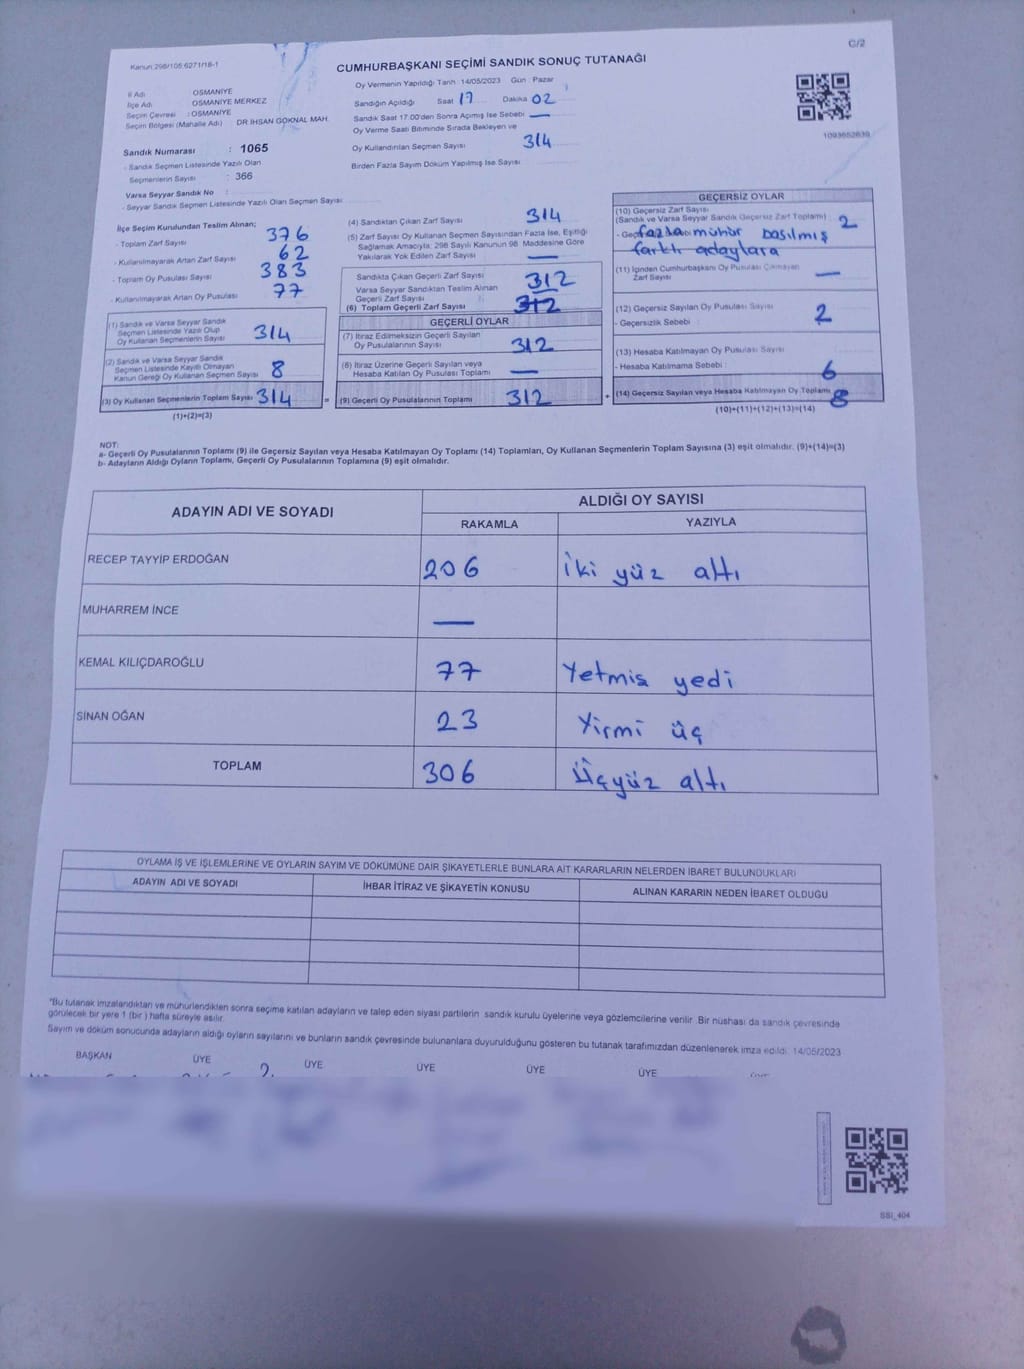 C/2
Kanun:298/105 6271/18-1
CUMHURBAŞKANI SEÇİMİ SANDIK SONUÇ TUTANAĞI
İl Adı : OSMANİYE
İlçe Adı : OSMANİYE MERKEZ
Seçim Çevresi : OSMANİYE
Seçim Bölgesi (Mahalle Adı) : DR.İHSAN GÖKNAL MAH.
Sandık Numarası : 1065
- Sandık Seçmen Listesinde Yazılı Olan
Seçmenlerin Sayısı : 366
Varsa Seyyar Sandık No :
- Seyyar Sandık Seçmen Listesinde Yazılı Olan Seçmen Sayısı :
Oy Vermenin Yapıldığı Tarih :14/05/2023 Gün : Pazar
Sandığın Açıldığı Saat 17 Dakika 02
Sandık Saat 17.00'den Sonra Açılmış İse Sebebi —
Oy Verme Saati Bitiminde Sırada Bekleyen ve
Oy Kullandırılan Seçmen Sayısı 314
Birden Fazla Sayım Döküm Yapılmış İse Sayısı
1093652639
İlçe Seçim Kurulundan Teslim Alınan;
- Toplam Zarf Sayısı 376
- Kullanılmayarak Artan Zarf Sayısı 62
- Toplam Oy Pusulası Sayısı 383
- Kullanılmayarak Artan Oy Pusulası 77
(1) Sandık ve Varsa Seyyar Sandık
Seçmen Listesinde Yazılı Olup
Oy Kullanan Seçmenlerin Sayısı 314
(2) Sandık ve Varsa Seyyar Sandık
Seçmen Listesinde Kayıtlı Olmayan
Kanun Gereği Oy Kullanan Seçmen Sayısı 8
(3) Oy Kullanan Seçmenlerin Toplam Sayısı 314 =
(1)+(2)=(3)
(4) Sandıktan Çıkan Zarf Sayısı 314
(5) Zarf Sayısı Oy Kullanan Seçmen Sayısından Fazla İse, Eşitliği
Sağlamak Amacıyla; 298 Sayılı Kanunun 98. Maddesine Göre
Yakılarak Yok Edilen Zarf Sayısı —
Sandıkta Çıkan Geçerli Zarf Sayısı 312
Varsa Seyyar Sandıktan Teslim Alınan
Geçerli Zarf Sayısı —
(6) Toplam Geçerli Zarf Sayısı 312
GEÇERLİ OYLAR
(7) İtiraz Edilmeksizin Geçerli Sayılan
Oy Pusulalarının Sayısı 312
(8) İtiraz Üzerine Geçerli Sayılan veya
Hesaba Katılan Oy Pusulası Toplamı —
(9) Geçerli Oy Pusulalarının Toplamı 312 +
GEÇERSİZ OYLAR
(10) Geçersiz Zarf Sayısı
(Sandık ve Varsa Seyyar Sandık Geçersiz Zarf Toplamı) 2
fazla mühür basılmış
farklı adaylara
(11) İçinden Cumhurbaşkanı Oy Pusulası Çıkmayan
Zarf Sayısı —
(12) Geçersiz Sayılan Oy Pusulası Sayısı
- Geçersizlik Sebebi : 2
(13) Hesaba Katılmayan Oy Pusulası Sayısı
- Hesaba Katılmama Sebebi : 6
(14) Geçersiz Sayılan veya Hesaba Katılmayan Oy Toplamı 8
(10)+(11)+(12)+(13)=(14)
NOT:
a- Geçerli Oy Pusulalarının Toplamı (9) ile Geçersiz Sayılan veya Hesaba Katılmayan Oy Toplamı (14) Toplamları, Oy Kullanan Seçmenlerin Toplam Sayısına (3) eşit olmalıdır. (9)+(14)=(3)
b- Adayların Aldığı Oyların Toplamı, Geçerli Oy Pusulalarının Toplamına (9) eşit olmalıdır.
ADAYIN ADI VE SOYADI
ALDIĞI OY SAYISI
RAKAMLA YAZIYLA
RECEP TAYYİP ERDOĞAN 206 İki yüz altı
MUHARREM İNCE —
KEMAL KILIÇDAROĞLU 77 Yetmis yedi
SİNAN OĞAN 23 Yirmi üç
TOPLAM 306 Üçyüz altı
OYLAMA İŞ VE İŞLEMLERİNE VE OYLARIN SAYIM VE DÖKÜMÜNE DAİR ŞİKAYETLERLE BUNLARA AİT KARARLARIN NELERDEN İBARET BULUNDUKLARI
ADAYIN ADI VE SOYADI İHBAR İTİRAZ VE ŞİKAYETİN KONUSU ALINAN KARARIN NEDEN İBARET OLDUĞU
*Bu tutanak imzalandıktan ve mühürlendikten sonra seçime katılan adayların ve talep eden siyasi partilerin sandık kurulu üyelerine veya gözlemcilerine verilir. Bir nüshası da sandık çevresinde
görülecek bir yere 1 (bir ) hafta süreyle asılır.
Sayım ve döküm sonucunda adayların aldığı oyların sayılarını ve bunların sandık çevresinde bulunanlara duyurulduğunu gösteren bu tutanak tarafımızdan düzenlenerek imza edildi. 14/05/2023
BAŞKAN ÜYE ÜYE ÜYE ÜYE ÜYE
SSI_404